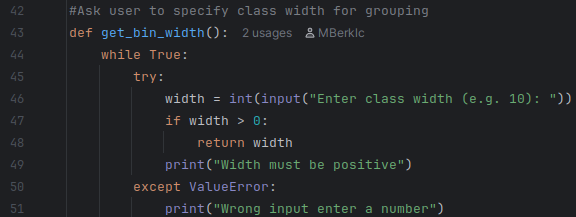 42 #Ask user to specify class width for grouping
43 def get_bin_width(): 2 usages MBerkIc
44 while True:
45 try:
46 width = int(input("Enter class width (e.g. 10): "))
47 if width > 0:
48 return width
49 print("Width must be positive")
50 except ValueError:
51 print("Wrong input enter a number")